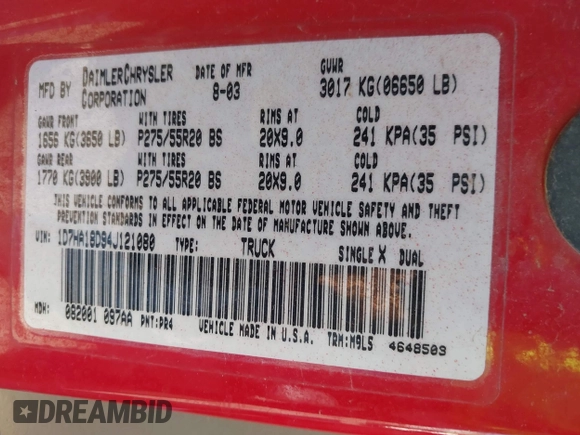 MFD BY DAIMLERCHRYSLER CORPORATION DATE OF MFR 8-03 GVWR 3017 KG(06650 LB)
GAWR FRONT WITH TIRES RIMS AT COLD
1656 KG(3650 LB) P275/55R20 BS 20X9.0 241 KPA(35 PSI)
GAWR REAR WITH TIRES RIMS AT COLD
1770 KG(3900 LB) P275/55R20 BS 20X9.0 241 KPA(35 PSI)
THIS VEHICLE CONFORMS TO ALL APPLICABLE FEDERAL MOTOR VEHICLE SAFETY AND THEFT
PREVENTION STANDARDS IN EFFECT ON THE DATE OF MANUFACTURE SHOWN ABOVE.
VIN: 1D7HA18D94J121080 TYPE: TRUCK SINGLE X DUAL
MDH: 082001 097AA PNT:PR4 VEHICLE MADE IN U.S.A. TRM:M9LS 4648503
DREAMBID